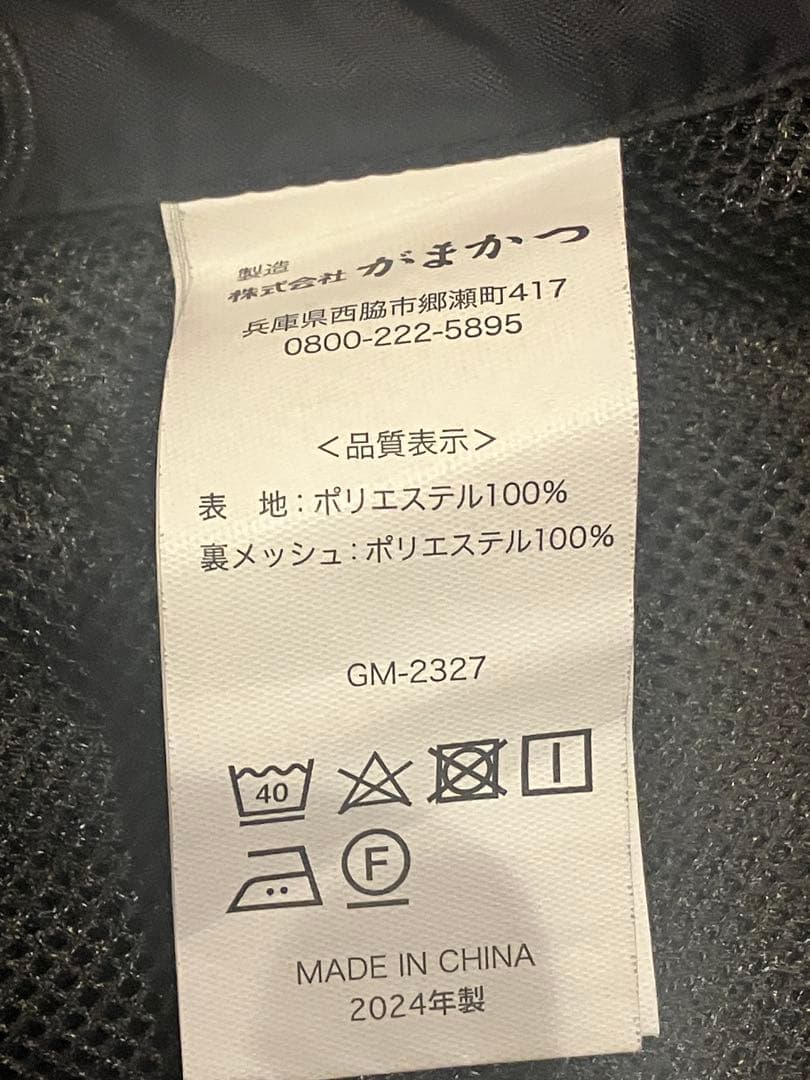 製造
株式会社 がまかつ
兵庫県西脇市郷瀬町417
0800-222-5895
<品質表示>
表　地：ポリエステル100%
裏メッシュ：ポリエステル100%
GM-2327
40
F
MADE IN CHINA
2024年製